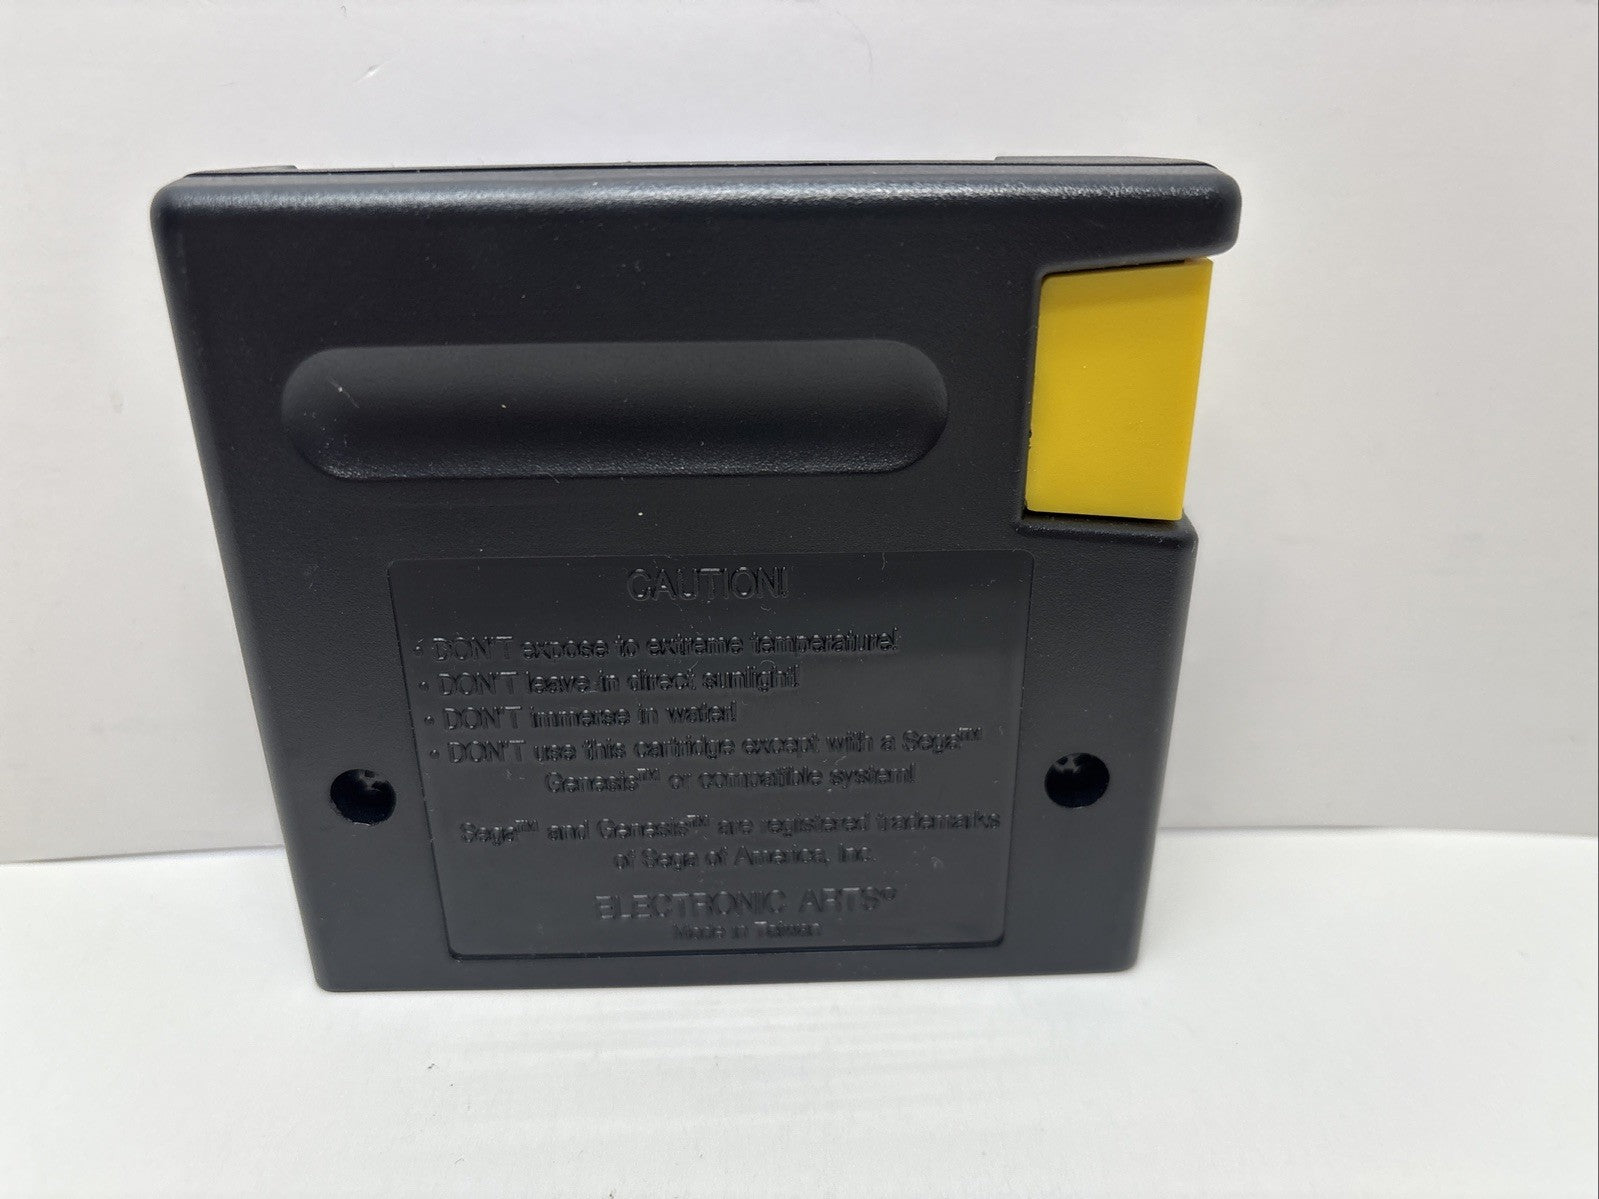 CAUTION!
• DON'T expose to extreme temperature!
• DON'T leave in direct sunlight!
• DON'T immerse in water!
• DON'T use this cartridge except with a Sega™
Genesis™ or compatible system!
Sega™ and Genesis™ are registered trademarks
of Sega of America, Inc.
ELECTRONIC ARTS®
Made in Taiwan